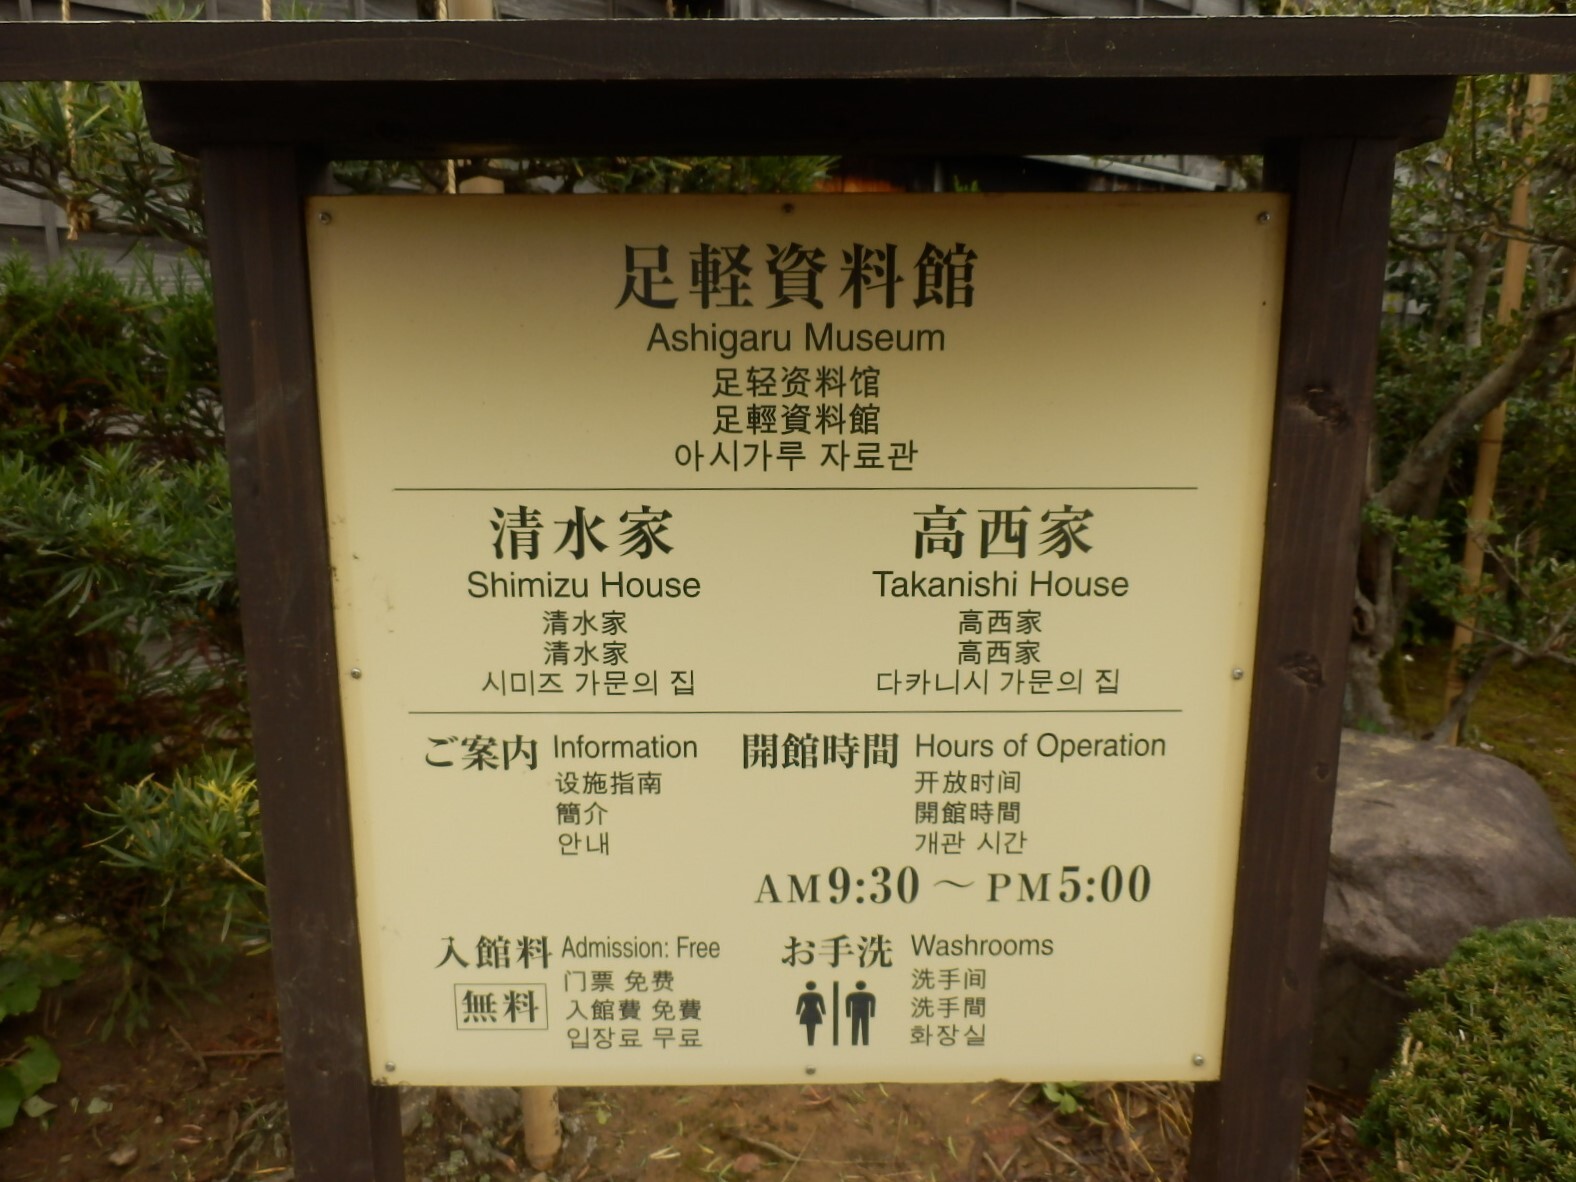 足軽資料館
Ashigaru Museum
足轻资料馆
足輕資料館
아시가루 자료관
清水家
Shimizu House
清水家
清水家
시미즈 가문의 집
高西家
Takanishi House
高西家
高西家
다카니시 가문의 집
ご案内 Information
设施指南
簡介
안내
開館時間 Hours of Operation
开放时间
開館時間
개관 시간
AM9:30 ～ PM5:00
入館料 Admission: Free
无料
门票 免费
入館費 免費
입장료 무료
お手洗 Washrooms
洗手间
洗手間
화장실